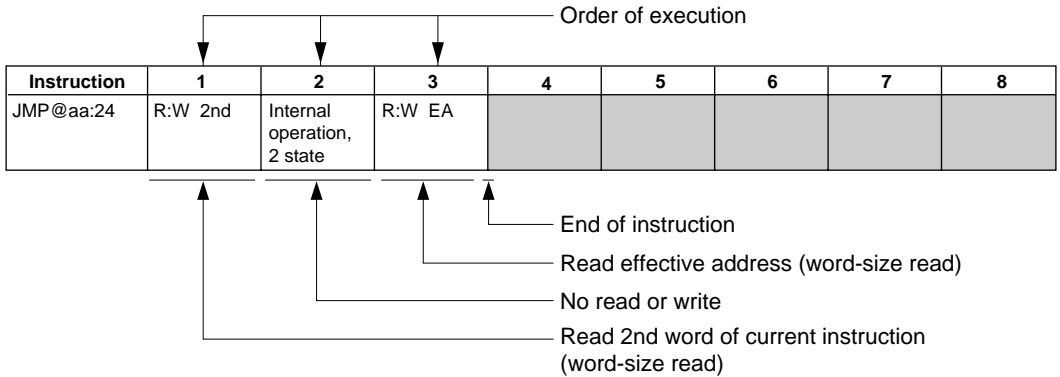 Order of execution
Instruction 1 2 3 4 5 6 7 8
JMP@aa:24 R:W 2nd Internal operation, 2 state R:W EA
End of instruction
Read effective address (word-size read)
No read or write
Read 2nd word of current instruction
(word-size read)